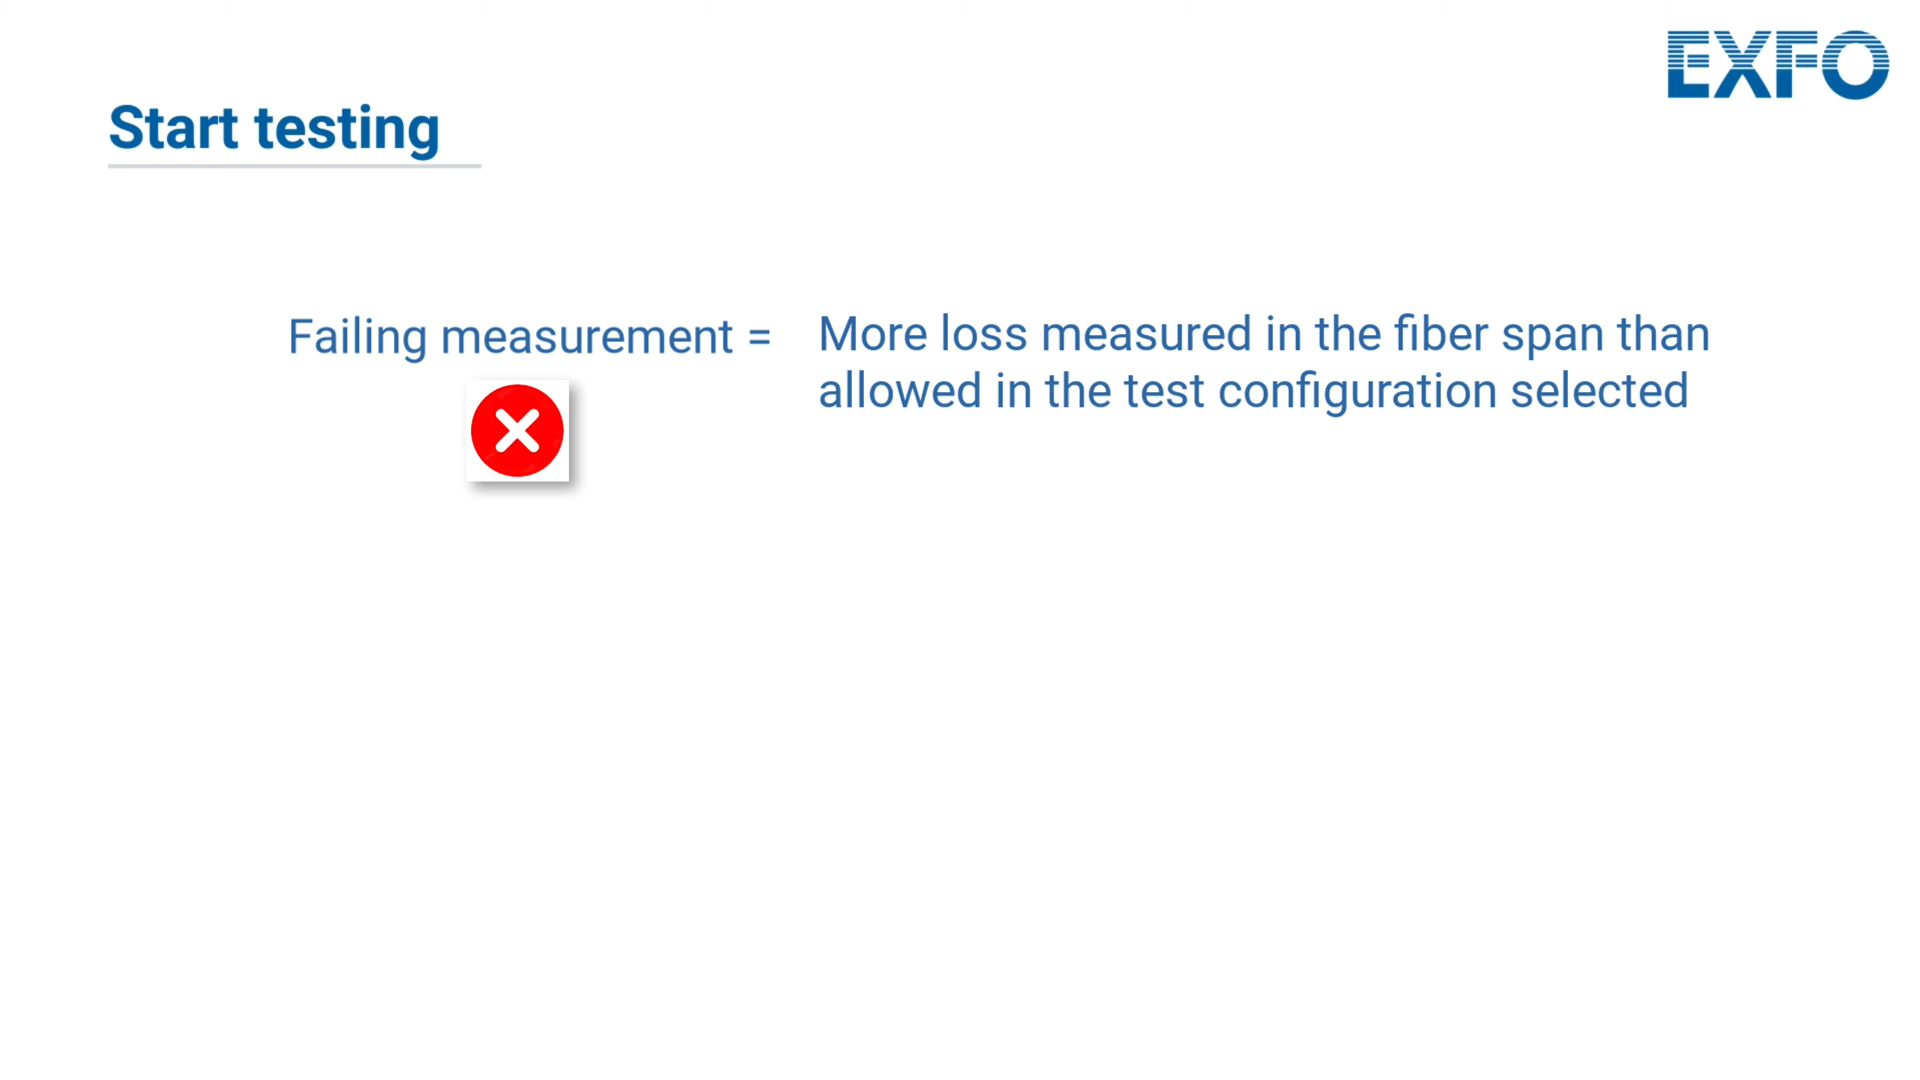 EXFO
Start testing
Failing measurement =
More loss measured in the fiber span than
allowed in the test configuration selected